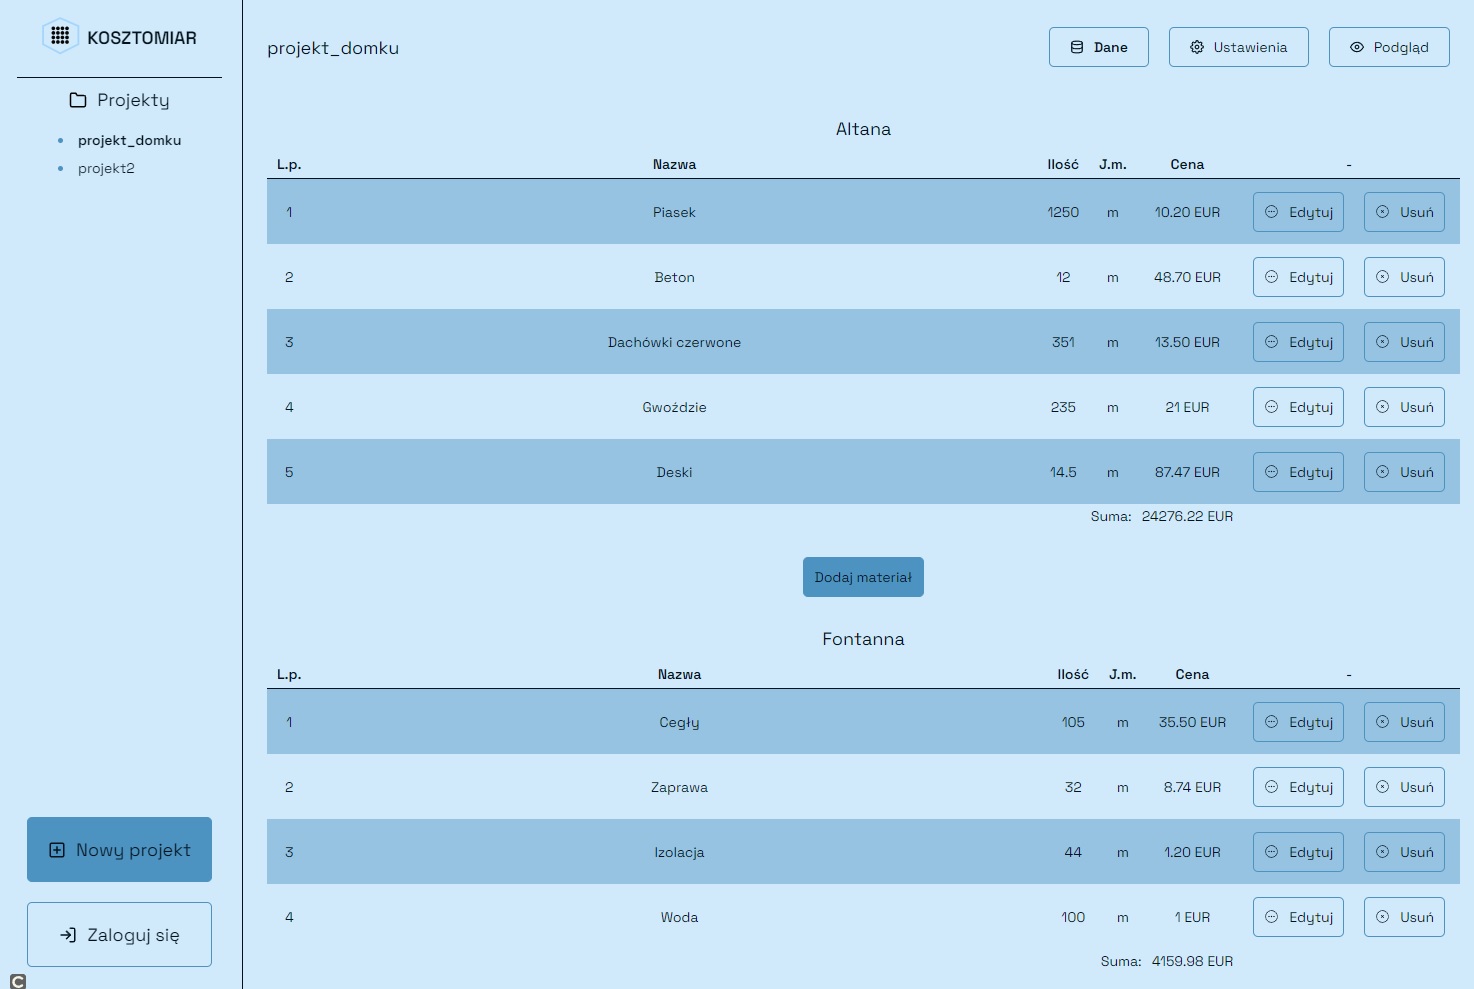 KOSZTOMIAR
Projekty
projekt_domku
projekt2
Nowy projekt
Zaloguj się
projekt_domku
Dane
Ustawienia
Podgląd
Altana
L.p. Nazwa Ilość J.m. Cena -
1 Piasek 1250 m 10.20 EUR Edytuj Usuń
2 Beton 12 m 48.70 EUR Edytuj Usuń
3 Dachówki czerwone 351 m 13.50 EUR Edytuj Usuń
4 Gwoździe 235 m 21 EUR Edytuj Usuń
5 Deski 14.5 m 87.47 EUR Edytuj Usuń
Suma: 24276.22 EUR
Dodaj materiał
Fontanna
L.p. Nazwa Ilość J.m. Cena -
1 Cegły 105 m 35.50 EUR Edytuj Usuń
2 Zaprawa 32 m 8.74 EUR Edytuj Usuń
3 Izolacja 44 m 1.20 EUR Edytuj Usuń
4 Woda 100 m 1 EUR Edytuj Usuń
Suma: 4159.98 EUR
C